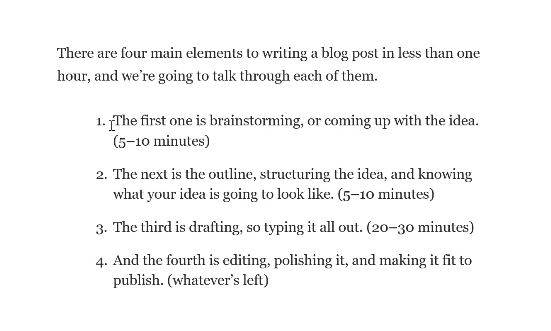 There are four main elements to writing a blog post in less than one
hour, and we’re going to talk through each of them.
1. The first one is brainstorming, or coming up with the idea.
(5–10 minutes)
2. The next is the outline, structuring the idea, and knowing
what your idea is going to look like. (5–10 minutes)
3. The third is drafting, so typing it all out. (20–30 minutes)
4. And the fourth is editing, polishing it, and making it fit to
publish. (whatever’s left)